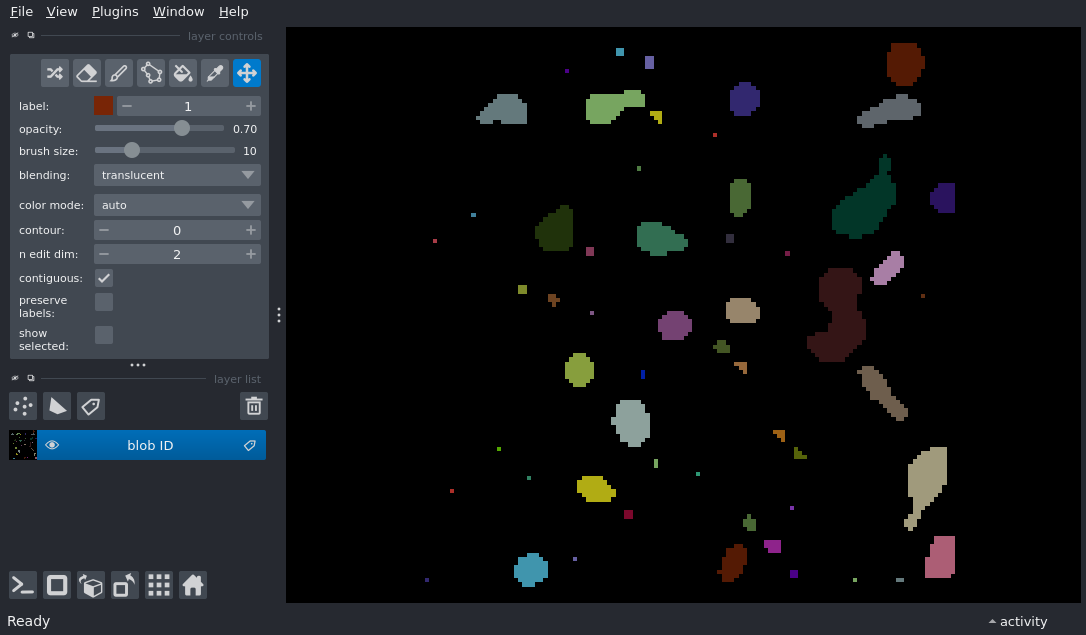 File View Plugins Window Help
layer controls
label: 1
opacity: 0.70
brush size: 10
blending: translucent
color mode: auto
contour: 0
n edit dim: 2
contiguous:
preserve
labels:
show
selected:
layer list
blob ID
Ready
activity